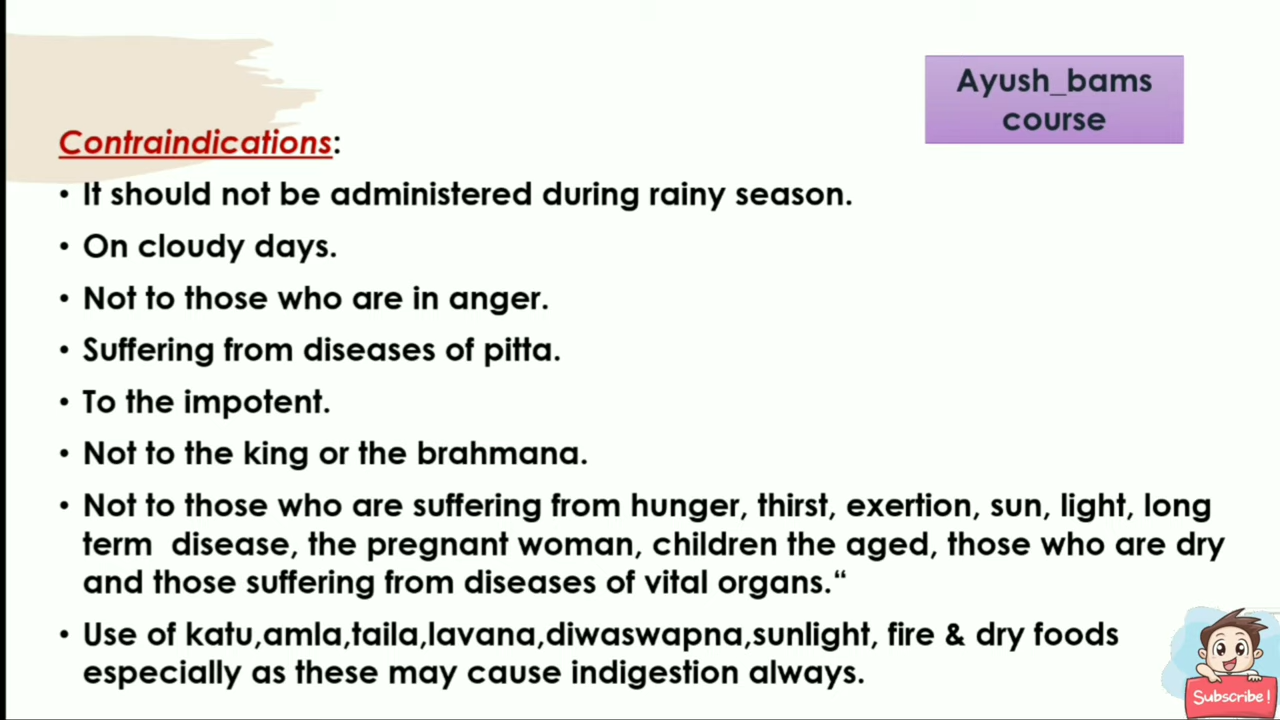 Ayush_bams
course
Contraindications:
• It should not be administered during rainy season.
• On cloudy days.
• Not to those who are in anger.
• Suffering from diseases of pitta.
• To the impotent.
• Not to the king or the brahmana.
• Not to those who are suffering from hunger, thirst, exertion, sun, light, long
term disease, the pregnant woman, children the aged, those who are dry
and those suffering from diseases of vital organs.“
• Use of katu,amla,taila,lavana,diwaswapna,sunlight, fire & dry foods
especially as these may cause indigestion always.
Subscribe!